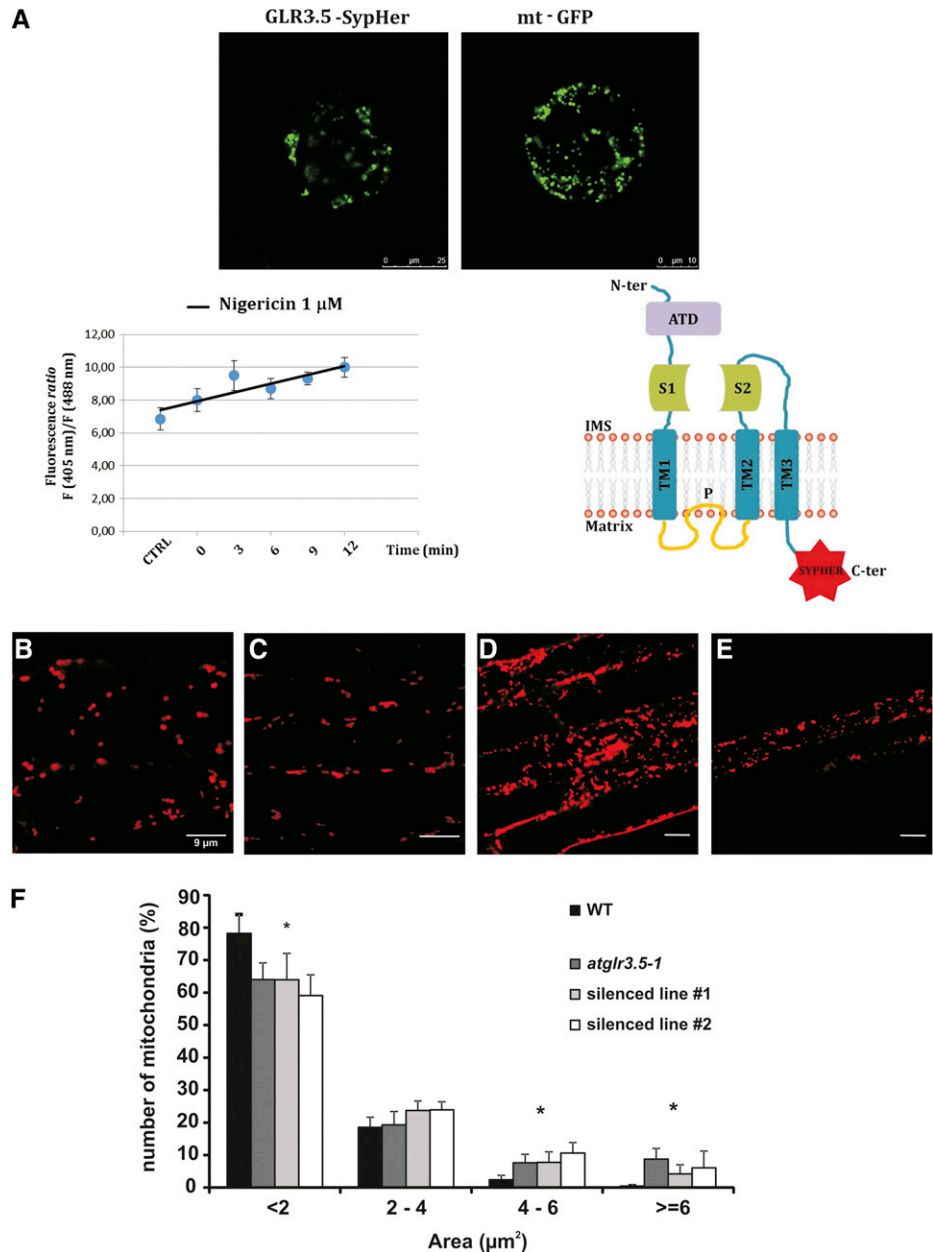 A
GLR3.5 -SypHer
mt - GFP
0 µm 25
0 µm 10
Nigericin 1 µM
Fluorescence ratio
F (405 nm)/F (488 nm)
12,00
10,00
8,00
6,00
4,00
2,00
0,00
CTRL 0 3 6 9 12 Time (min)
N-ter
ATD
S1 S2
IMS
TM1 TM2 TM3
P
Matrix
SYPHER C-ter
B C D E
9 µm
F
number of mitochondria (%)
90
80
70
60
50
40
30
20
10
0
* * *
WT
atglr3.5-1
silenced line #1
silenced line #2
<2 2 - 4 4 - 6 >=6
Area (µm²)